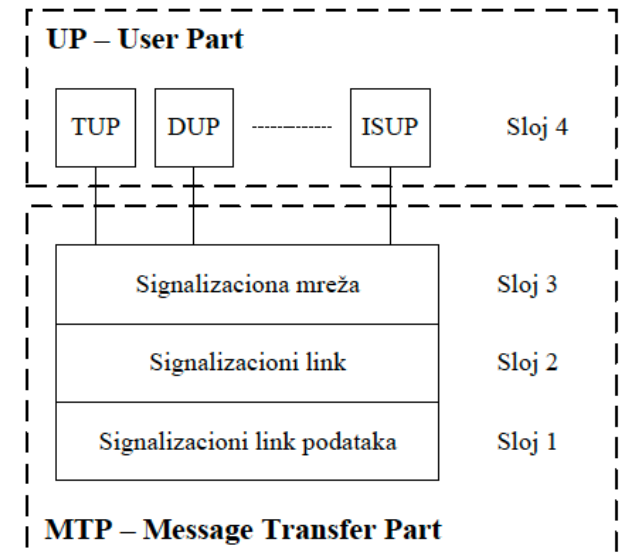 UP – User Part
TUP DUP ISUP Sloj 4
Signalizaciona mreža Sloj 3
Signalizacioni link Sloj 2
Signalizacioni link podataka Sloj 1
MTP – Message Transfer Part